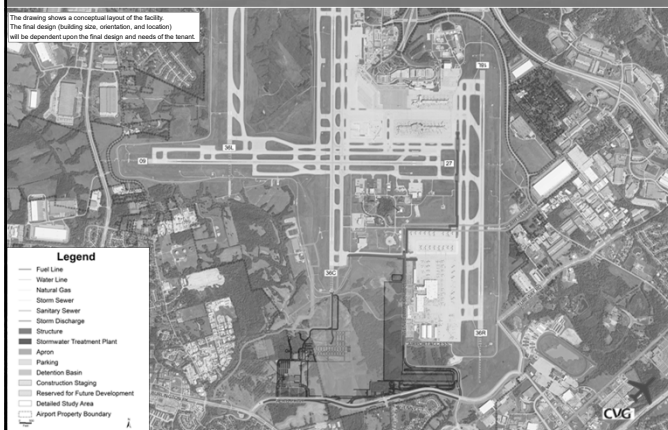 The drawing shows a conceptual layout of the facility.
The final design (building size, orientation, and location)
will be dependent upon the final design and needs of the tenant.
36L
09
27
36C
36R
Legend
Fuel Line
Water Line
Natural Gas
Storm Sewer
Sanitary Sewer
Storm Discharge
Structure
Stormwater Treatment Plant
Apron
Parking
Detention Basin
Construction Staging
Reserved for Future Development
Detailed Study Area
Airport Property Boundary
CVG